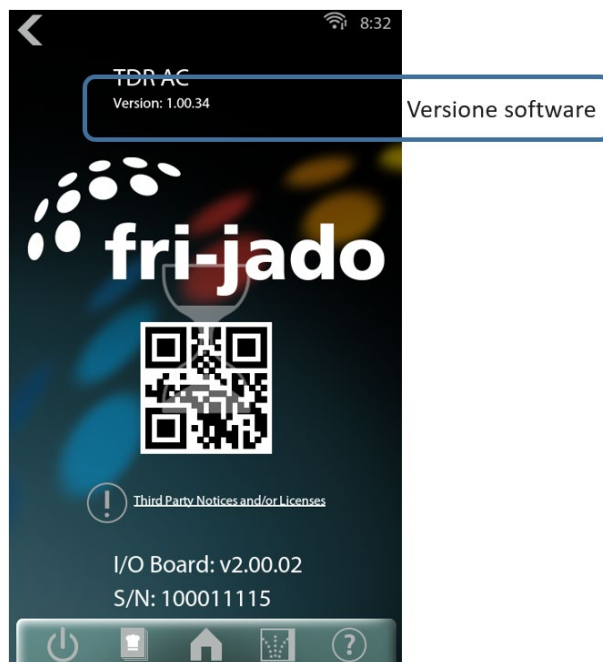 8:32
TDR AC
Version: 1.00.34
Versione software
fri-jado
Third Party Notices and/or Licenses
I/O Board: v2.00.02
S/N: 100011115